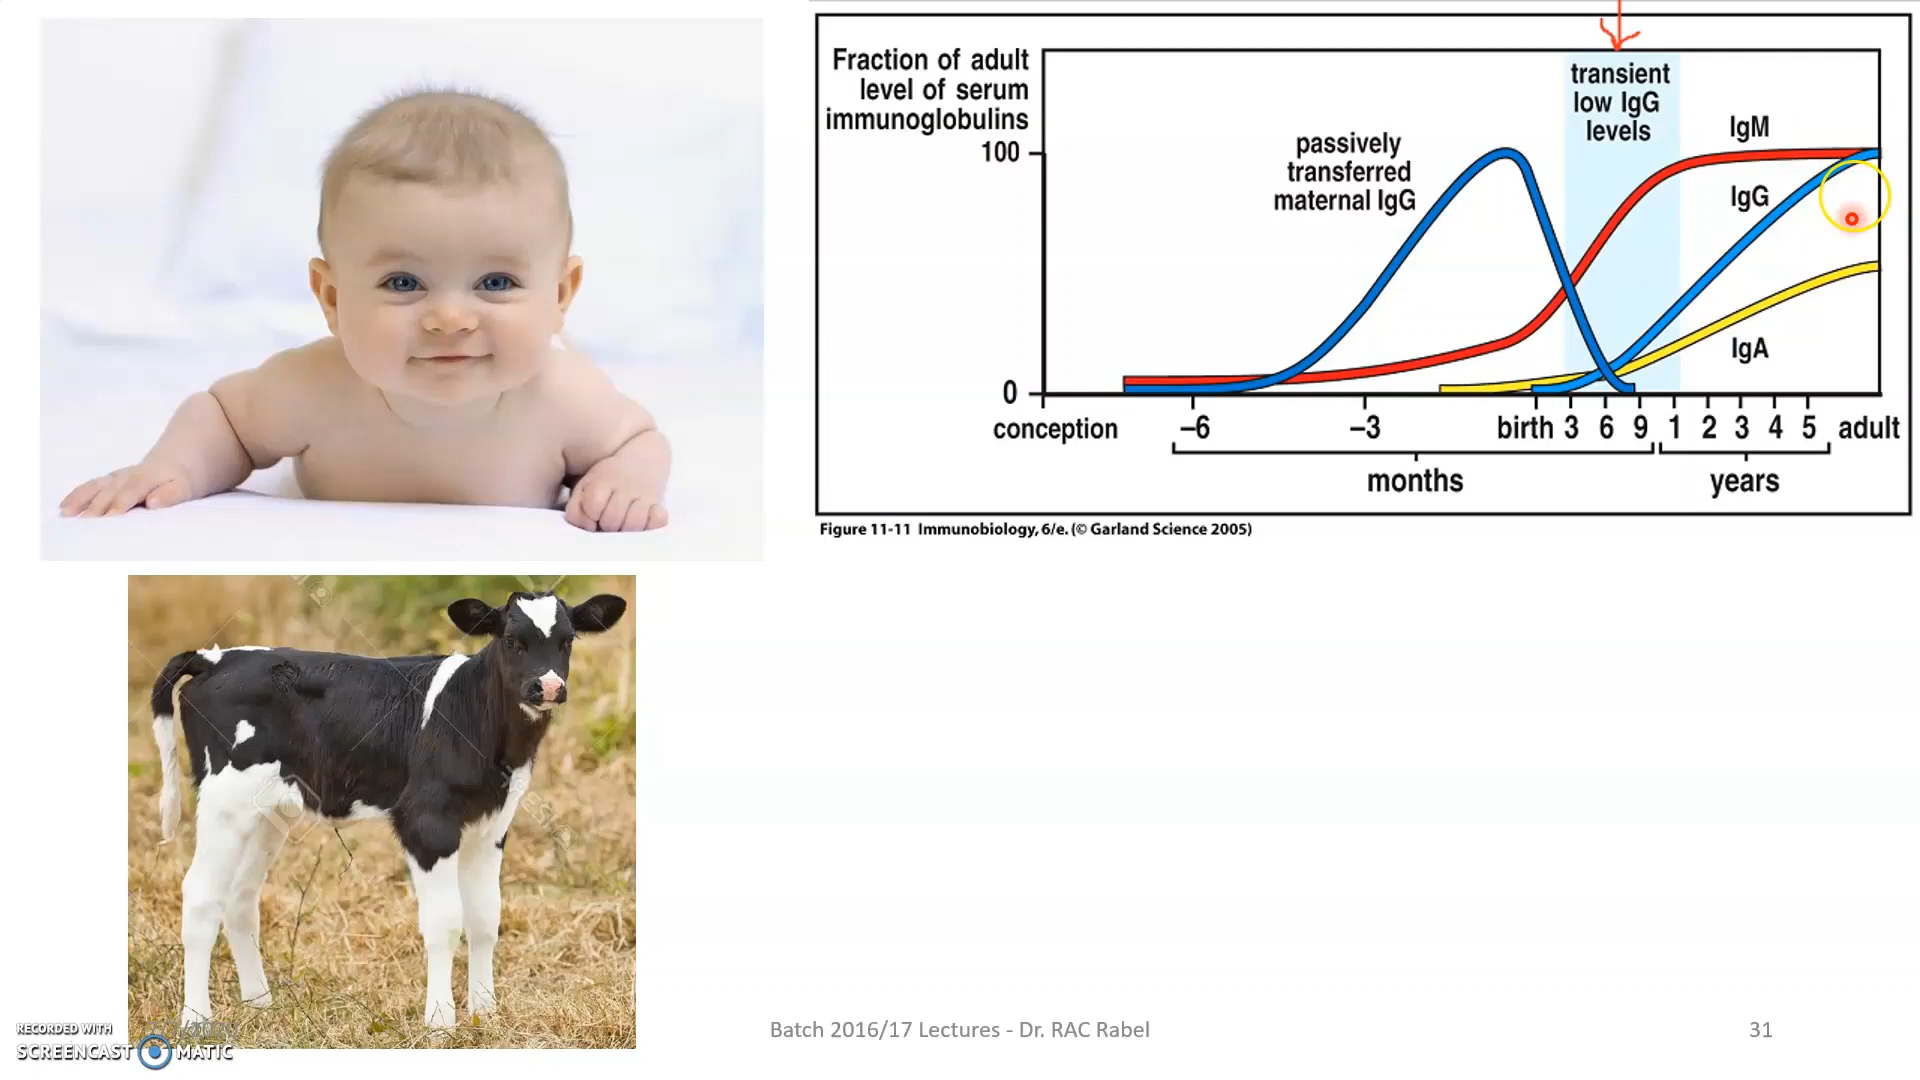 Fraction of adult
level of serum
immunoglobulins
100
0
passively
transferred
maternal IgG
transient
low IgG
levels
IgM
IgG
IgA
conception
−6
−3
birth 3 6 9 1 2 3 4 5 adult
months
years
Figure 11-11 Immunobiology, 6/e. (© Garland Science 2005)
RECORDED WITH
SCREENCAST MATIC
Batch 2016/17 Lectures - Dr. RAC Rabel
31